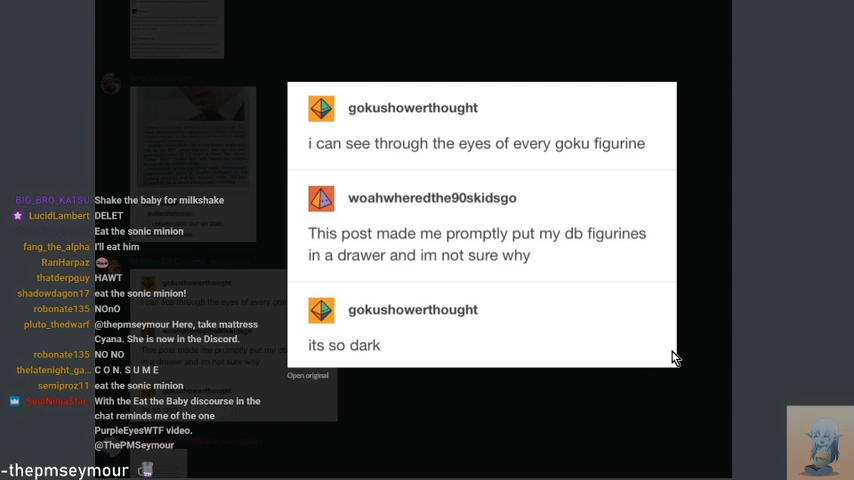 gokushowerthought
i can see through the eyes of every goku figurine
woahwheredthe90skidsgo
This post made me promptly put my db figurines
in a drawer and im not sure why
gokushowerthought
its so dark
Open original
BIG_BRO_KATSU Shake the baby for milkshake
LucidLambert DELET
Eat the sonic minion
fang_the_alpha I'll eat him
RanHarpaz
thatderpguy HAWT
shadowdagon17 eat the sonic minion!
robonate135 NOnO
pluto_thedwarf @thepmseymour Here, take mattress
Cyana. She is now in the Discord.
robonate135 NO NO
thelatenight_ga... C O N. S U M E
semiproz11 eat the sonic minion
With the Eat the Baby discourse in the
chat reminds me of the one
PurpleEyesWTF video.
@ThePMSeymour
-thepmseymour